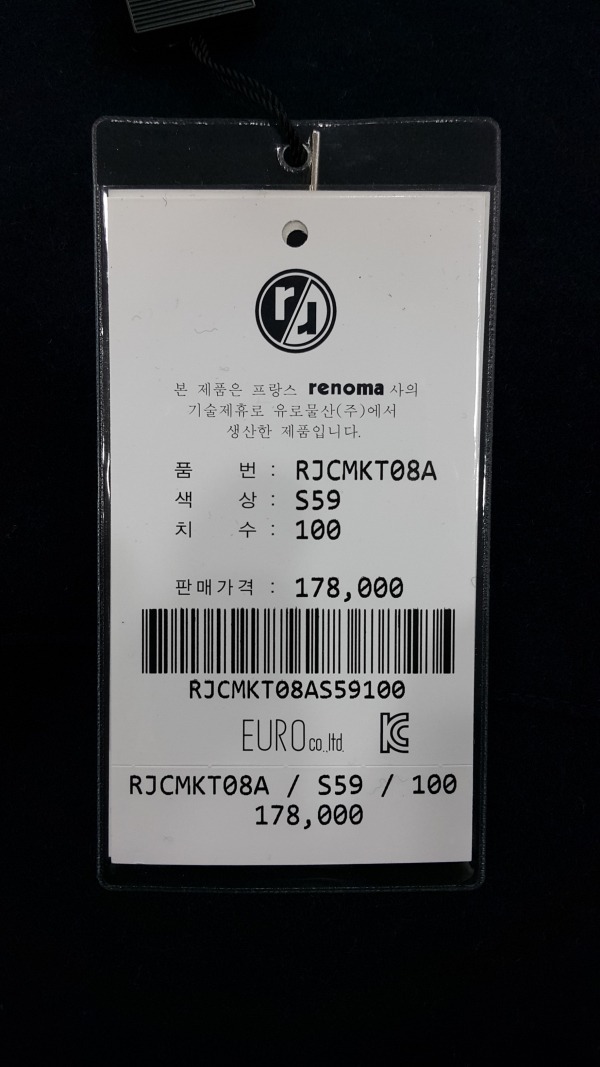 rr
본 제품은 프랑스 renoma 사의
기술제휴로 유로물산(주)에서
생산한 제품입니다.
품 번 : RJCMKT08A
색 상 : S59
치 수 : 100
판매가격 : 178,000
RJCMKT08AS59100
EURO co.,ltd.
RJCMKT08A / S59 / 100
178,000